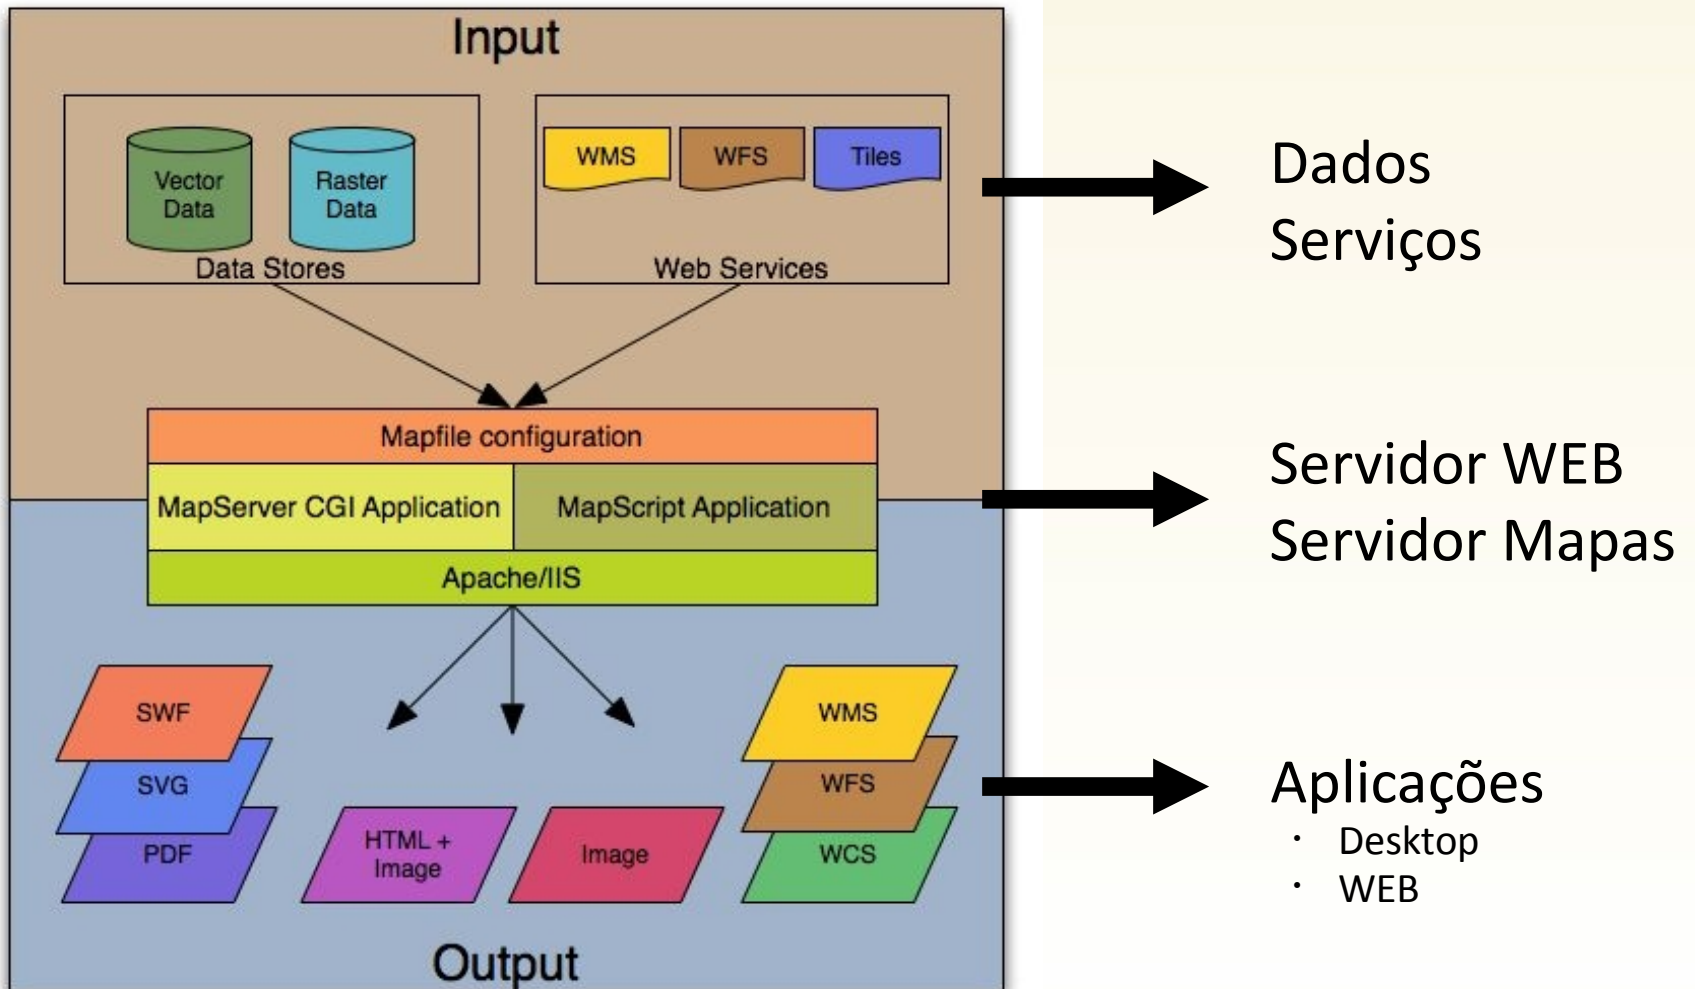 Input
Vector
Data
Raster
Data
Data Stores
WMS
WFS
Tiles
Web Services
Dados
Serviços
Mapfile configuration
MapServer CGI Application
MapScript Application
Apache/IIS
Servidor WEB
Servidor Mapas
SWF
SVG
PDF
HTML +
Image
Image
WMS
WFS
WCS
Output
Aplicações
· Desktop
· WEB